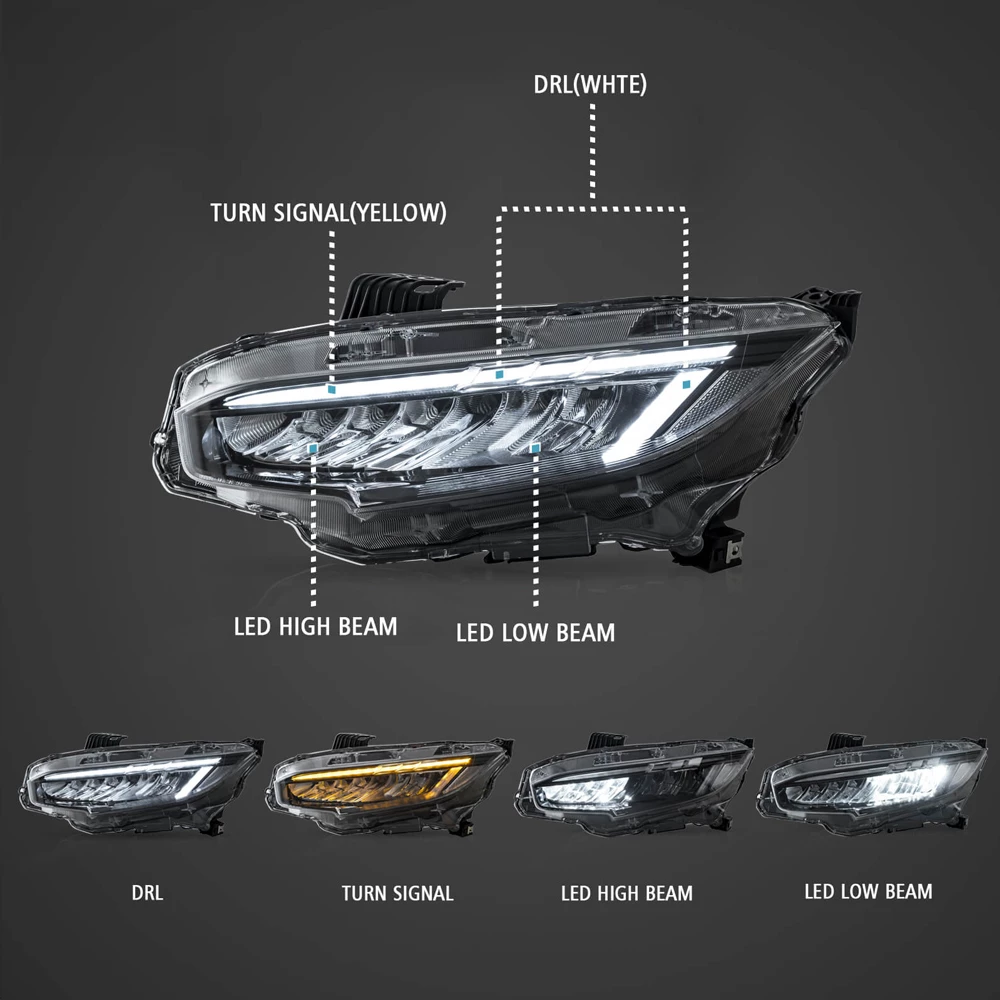 DRL(WHTE)
TURN SIGNAL(YELLOW)
LED HIGH BEAM
LED LOW BEAM
DRL
TURN SIGNAL
LED HIGH BEAM
LED LOW BEAM